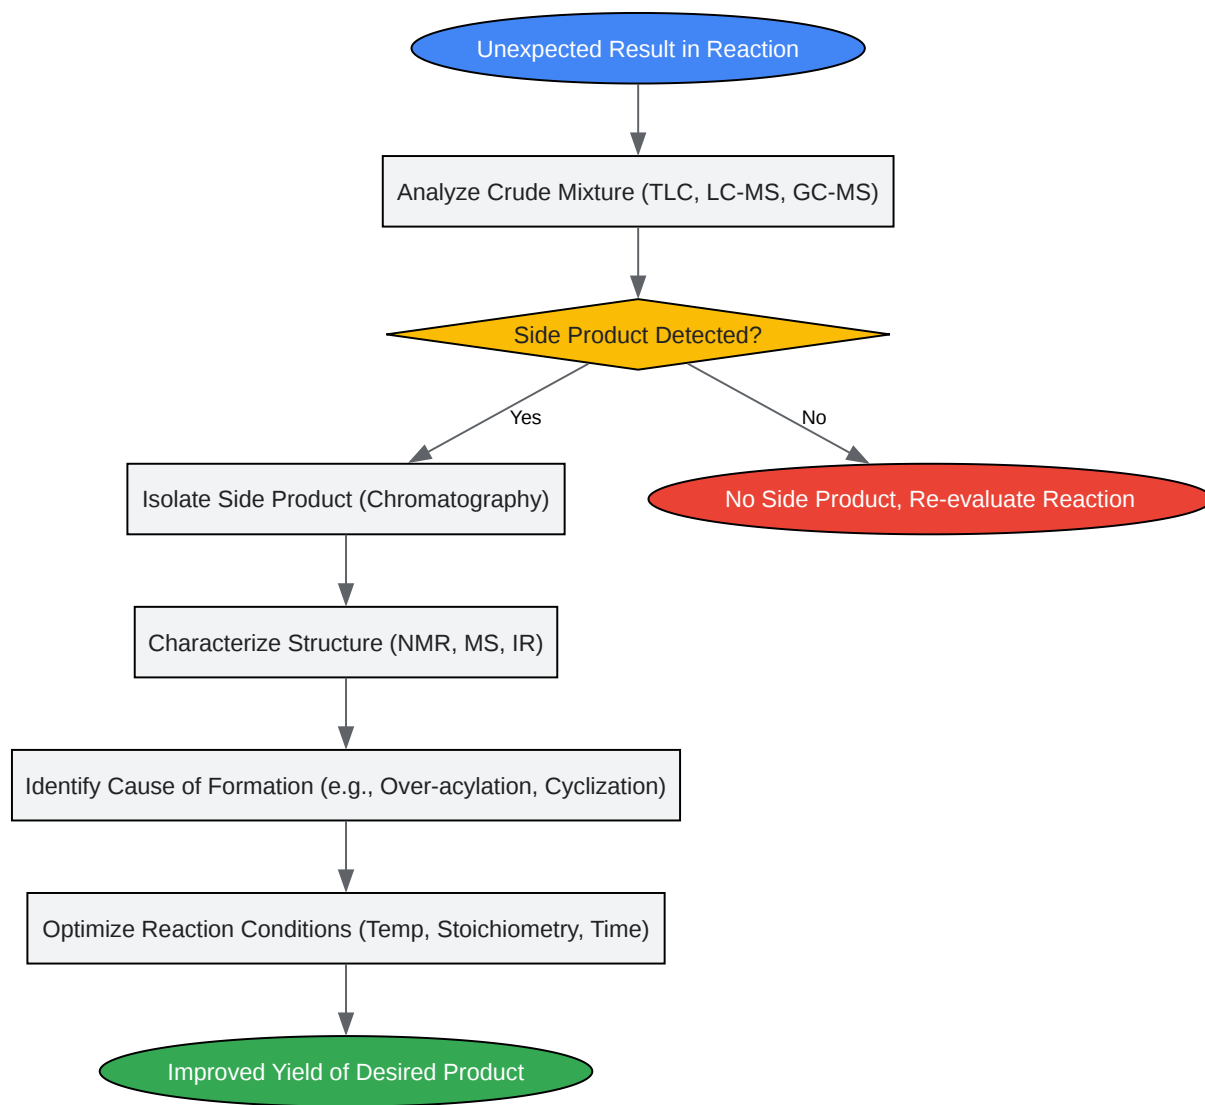 Unexpected Result in Reaction
Analyze Crude Mixture (TLC, LC-MS, GC-MS)
Side Product Detected?
Yes
No
Isolate Side Product (Chromatography)
No Side Product, Re-evaluate Reaction
Characterize Structure (NMR, MS, IR)
Identify Cause of Formation (e.g., Over-acylation, Cyclization)
Optimize Reaction Conditions (Temp, Stoichiometry, Time)
Improved Yield of Desired Product